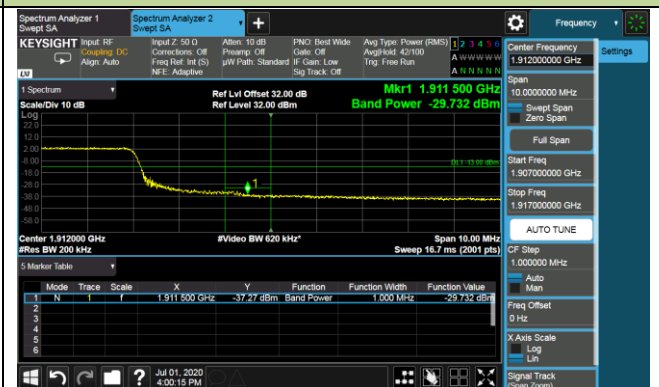 Spectrum Analyzer 1
Swept SA
Spectrum Analyzer 2
Swept SA
+
Frequency
KEYSIGHT
Input: RF
Coupling: DC
Align: Auto
Input Z: 50 Ω
Corrections: Off
Freq Ref: Int (S)
NFE: Adaptive
Atten: 10 dB
Preamp: Off
µW Path: Standard
PNO: Best Wide
Gate: Off
IF Gain: Low
Sig Track: Off
Avg Type: Power (RMS)
Avg|Hold: 42/100
Trig: Free Run
1 2 3 4 5 6
A W W W W W
A N N N N N
LXI
1 Spectrum
Scale/Div 10 dB
Log
Ref Lvl Offset 32.00 dB
Ref Level 32.00 dBm
Mkr1 1.911 500 GHz
Band Power -29.732 dBm
22.0
12.0
2.00
-8.00
-18.0
-28.0
-38.0
-48.0
-58.0
DL1 -13.00 dBm
1
Center 1.912000 GHz
#Res BW 200 kHz
#Video BW 620 kHz*
Span 10.00 MHz
Sweep 16.7 ms (2001 pts)
5 Marker Table
Mode Trace Scale X Y Function Function Width Function Value
1 N 1 f 1.911 500 GHz -37.27 dBm Band Power 1.000 MHz -29.732 dBm
2
3
4
5
6
Jul 01, 2020
4:00:15 PM
Center Frequency
1.912000000 GHz
Settings
Span
10.0000000 MHz
Swept Span
Zero Span
Full Span
Start Freq
1.907000000 GHz
Stop Freq
1.917000000 GHz
AUTO TUNE
CF Step
1.000000 MHz
Auto
Man
Freq Offset
0 Hz
X Axis Scale
Log
Lin
Signal Track
(Span Zoom)